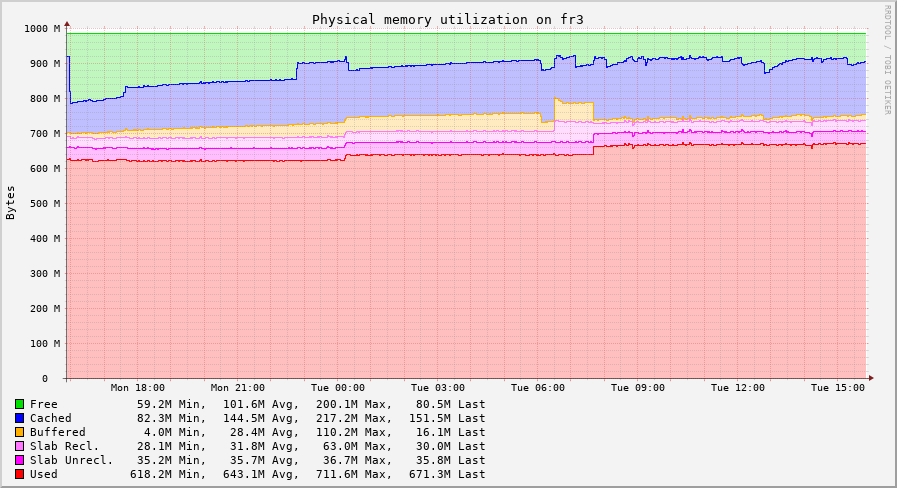 Physical memory utilization on fr3
RRDTOOL / TOBI OETIKER
Bytes
1000 M
900 M
800 M
700 M
600 M
500 M
400 M
300 M
200 M
100 M
0
Mon 18:00 Mon 21:00 Tue 00:00 Tue 03:00 Tue 06:00 Tue 09:00 Tue 12:00 Tue 15:00
Free 59.2M Min, 101.6M Avg, 200.1M Max, 80.5M Last
Cached 82.3M Min, 144.5M Avg, 217.2M Max, 151.5M Last
Buffered 4.0M Min, 28.4M Avg, 110.2M Max, 16.1M Last
Slab Recl. 28.1M Min, 31.8M Avg, 63.0M Max, 30.0M Last
Slab Unrecl. 35.2M Min, 35.7M Avg, 36.7M Max, 35.8M Last
Used 618.2M Min, 643.1M Avg, 711.6M Max, 671.3M Last